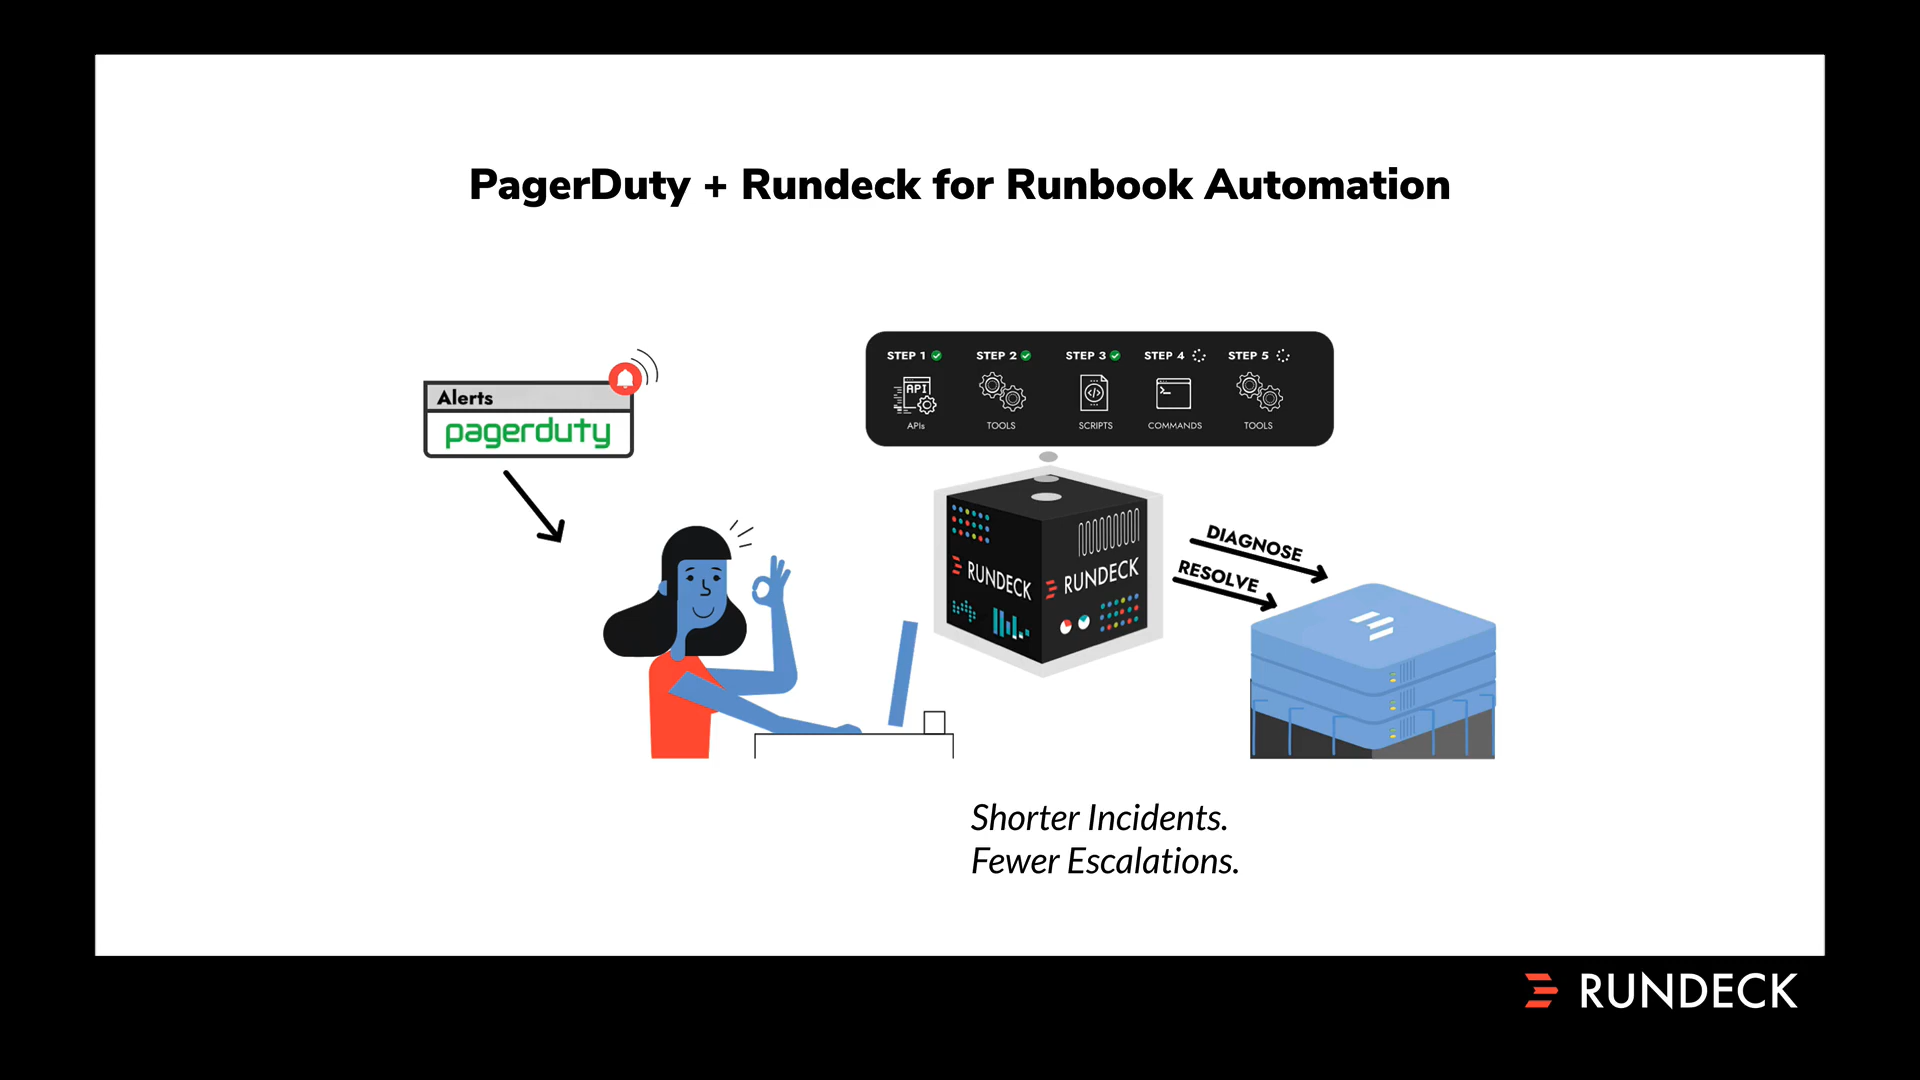 PagerDuty + Rundeck for Runbook Automation
Alerts
pagerduty
STEP 1 STEP 2 STEP 3 STEP 4 STEP 5
API
APIs TOOLS SCRIPTS COMMANDS TOOLS
RUNDECK RUNDECK
DIAGNOSE
RESOLVE
Shorter Incidents.
Fewer Escalations.
RUNDECK